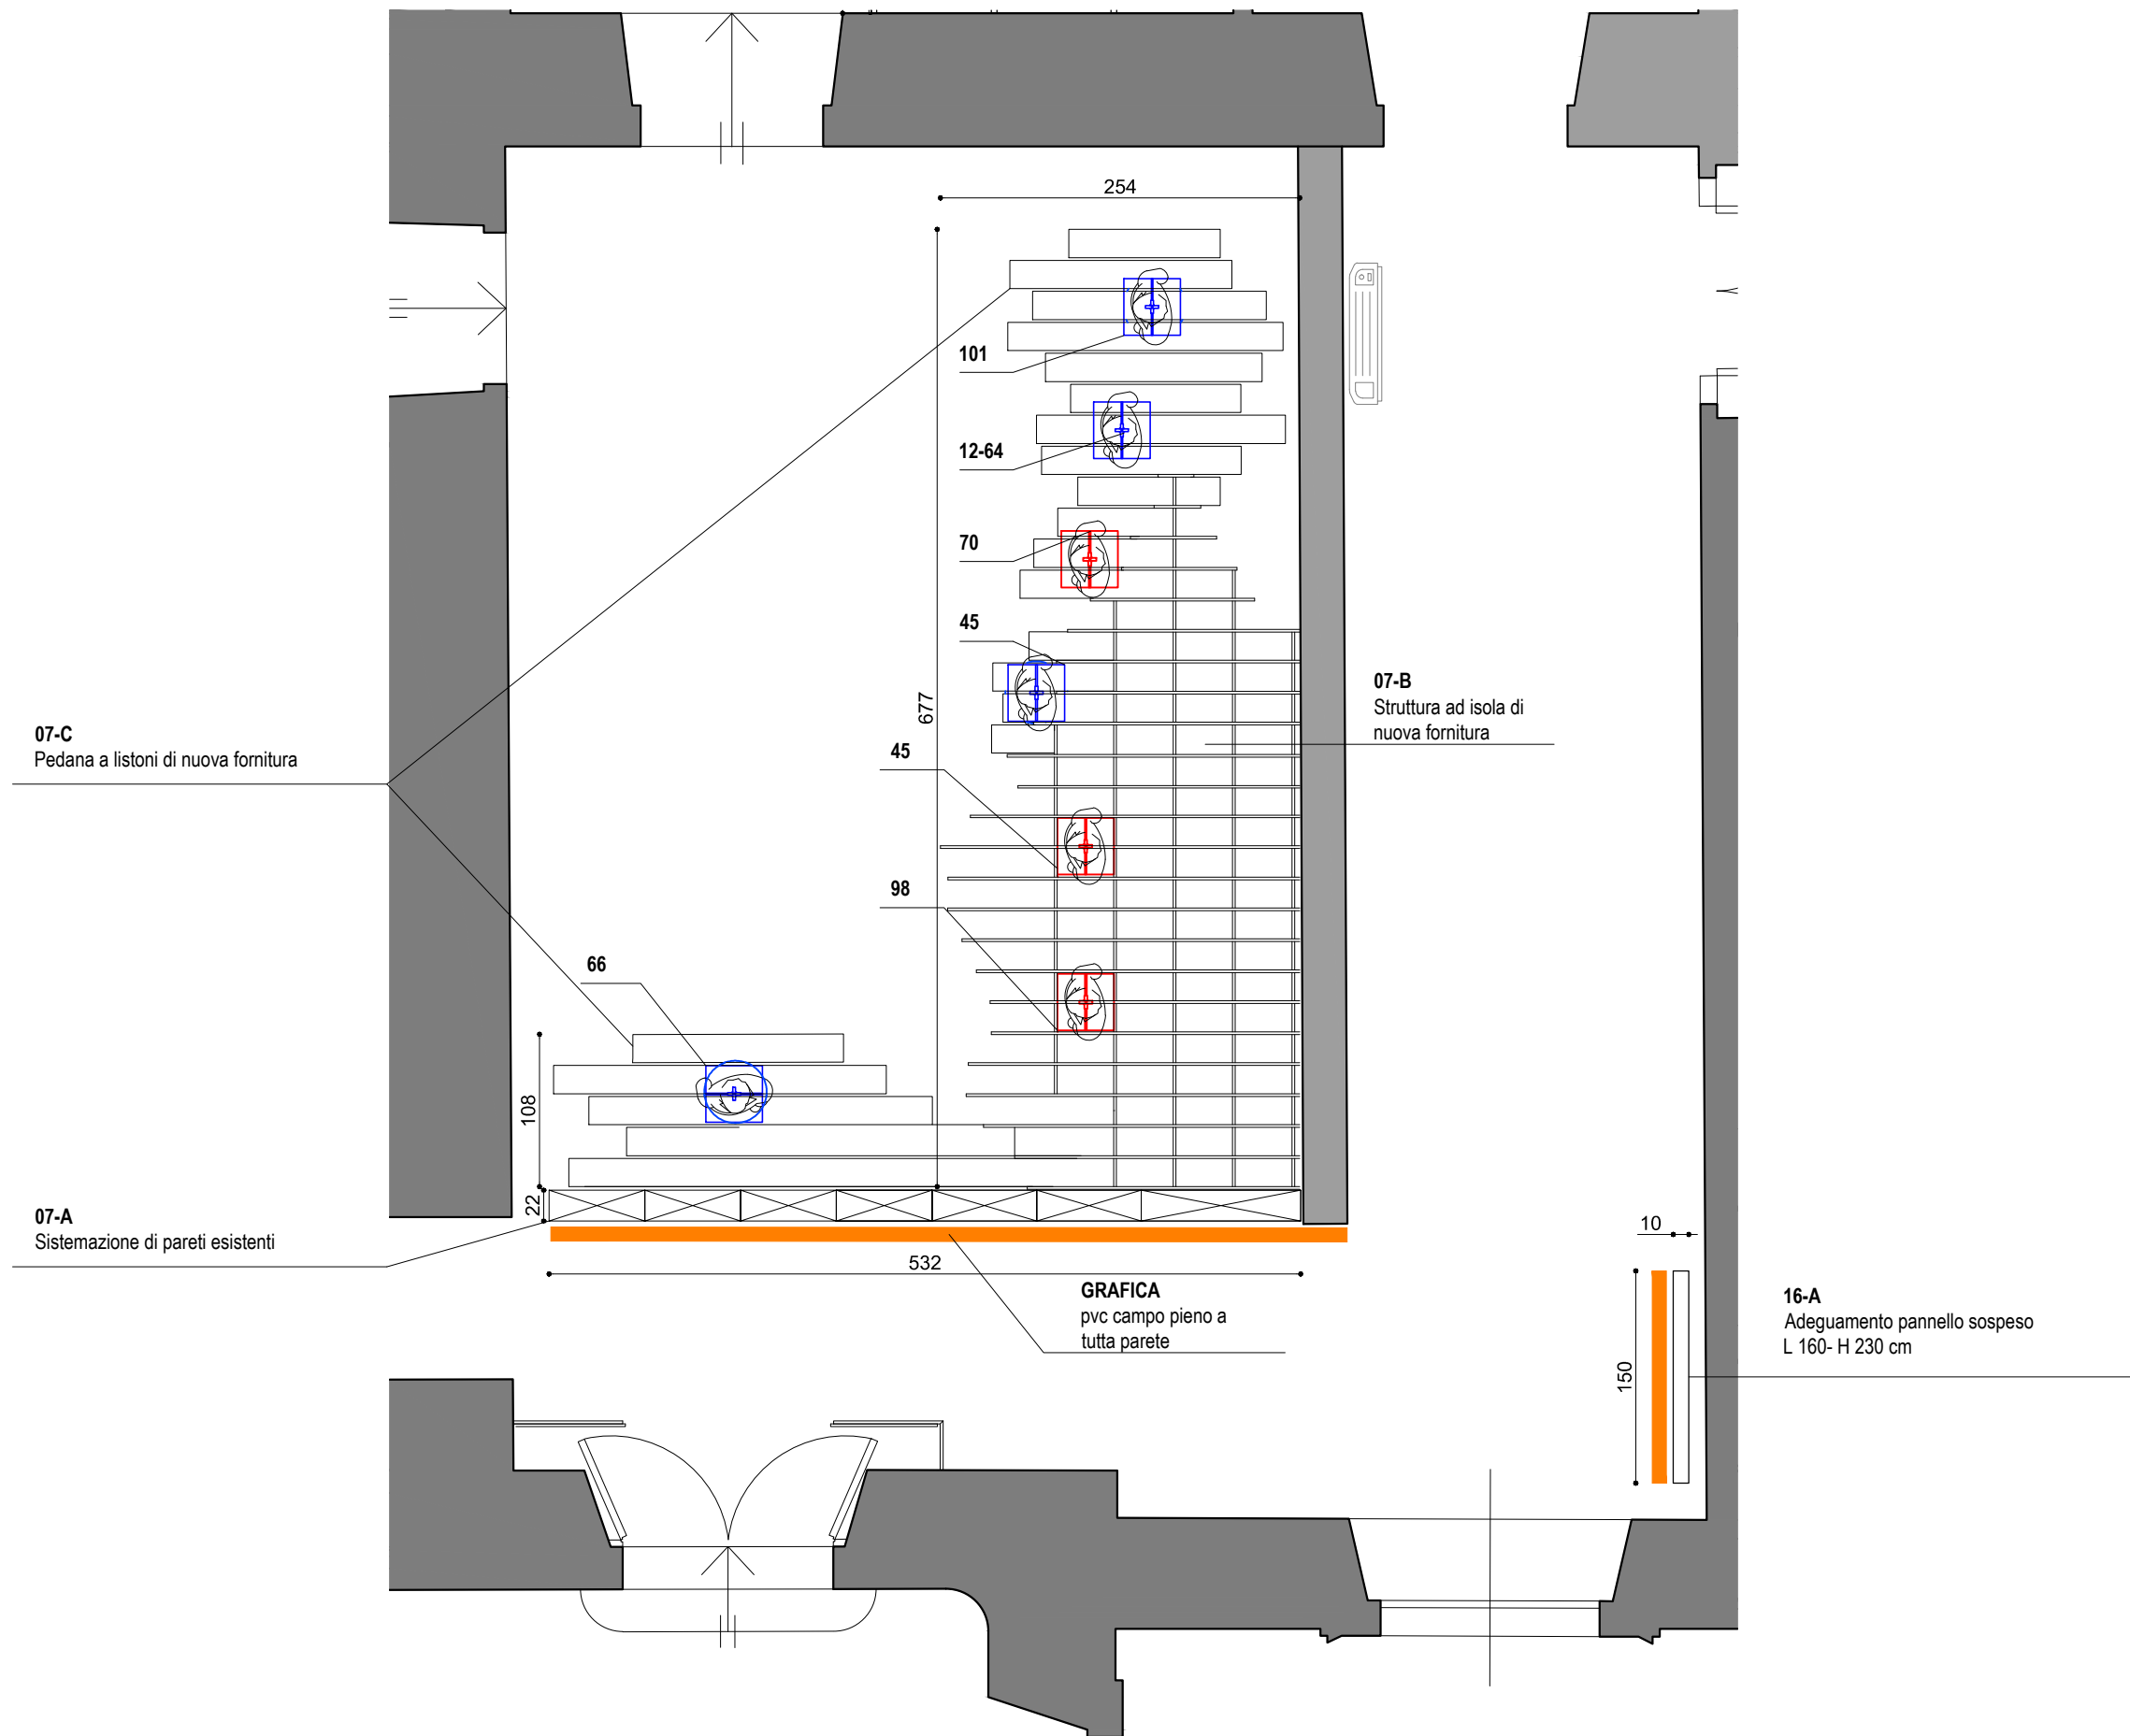 254
101
12-64
70
45
07-B
Struttura ad isola di
nuova fornitura
677
07-C
Pedana a listoni di nuova fornitura
45
98
66
108
22
07-A
Sistemazione di pareti esistenti
10
532
GRAFICA
pvc campo pieno a
tutta parete
16-A
Adeguamento pannello sospeso
L 160- H 230 cm
150